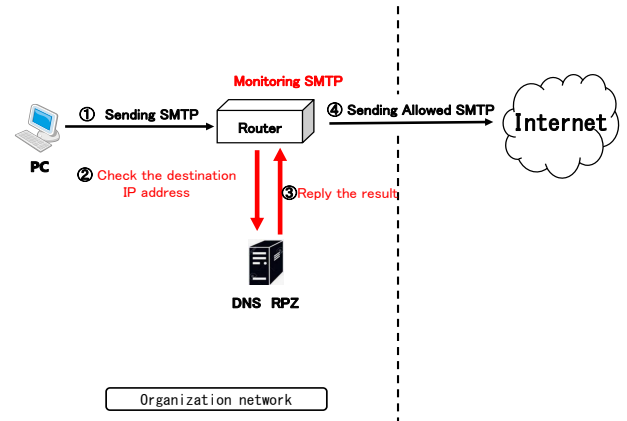 Monitoring SMTP
① Sending SMTP
④ Sending Allowed SMTP
Router
Internet
PC
② Check the destination
IP address
③Reply the result
DNS RPZ
Organization network